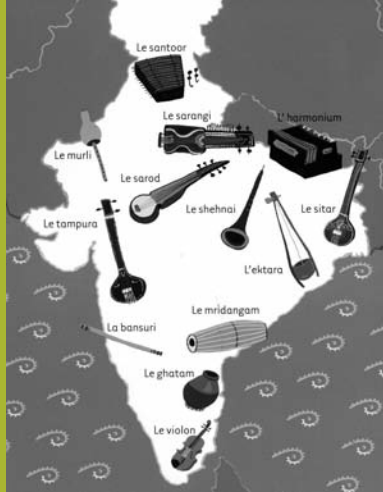 Le santoor
Le sarangi
L'harmonium
Le murli
Le sarod
Le shehnai
Le sitar
Le tampura
L'ektara
Le mridangam
La bansuri
Le ghatam
Le violon